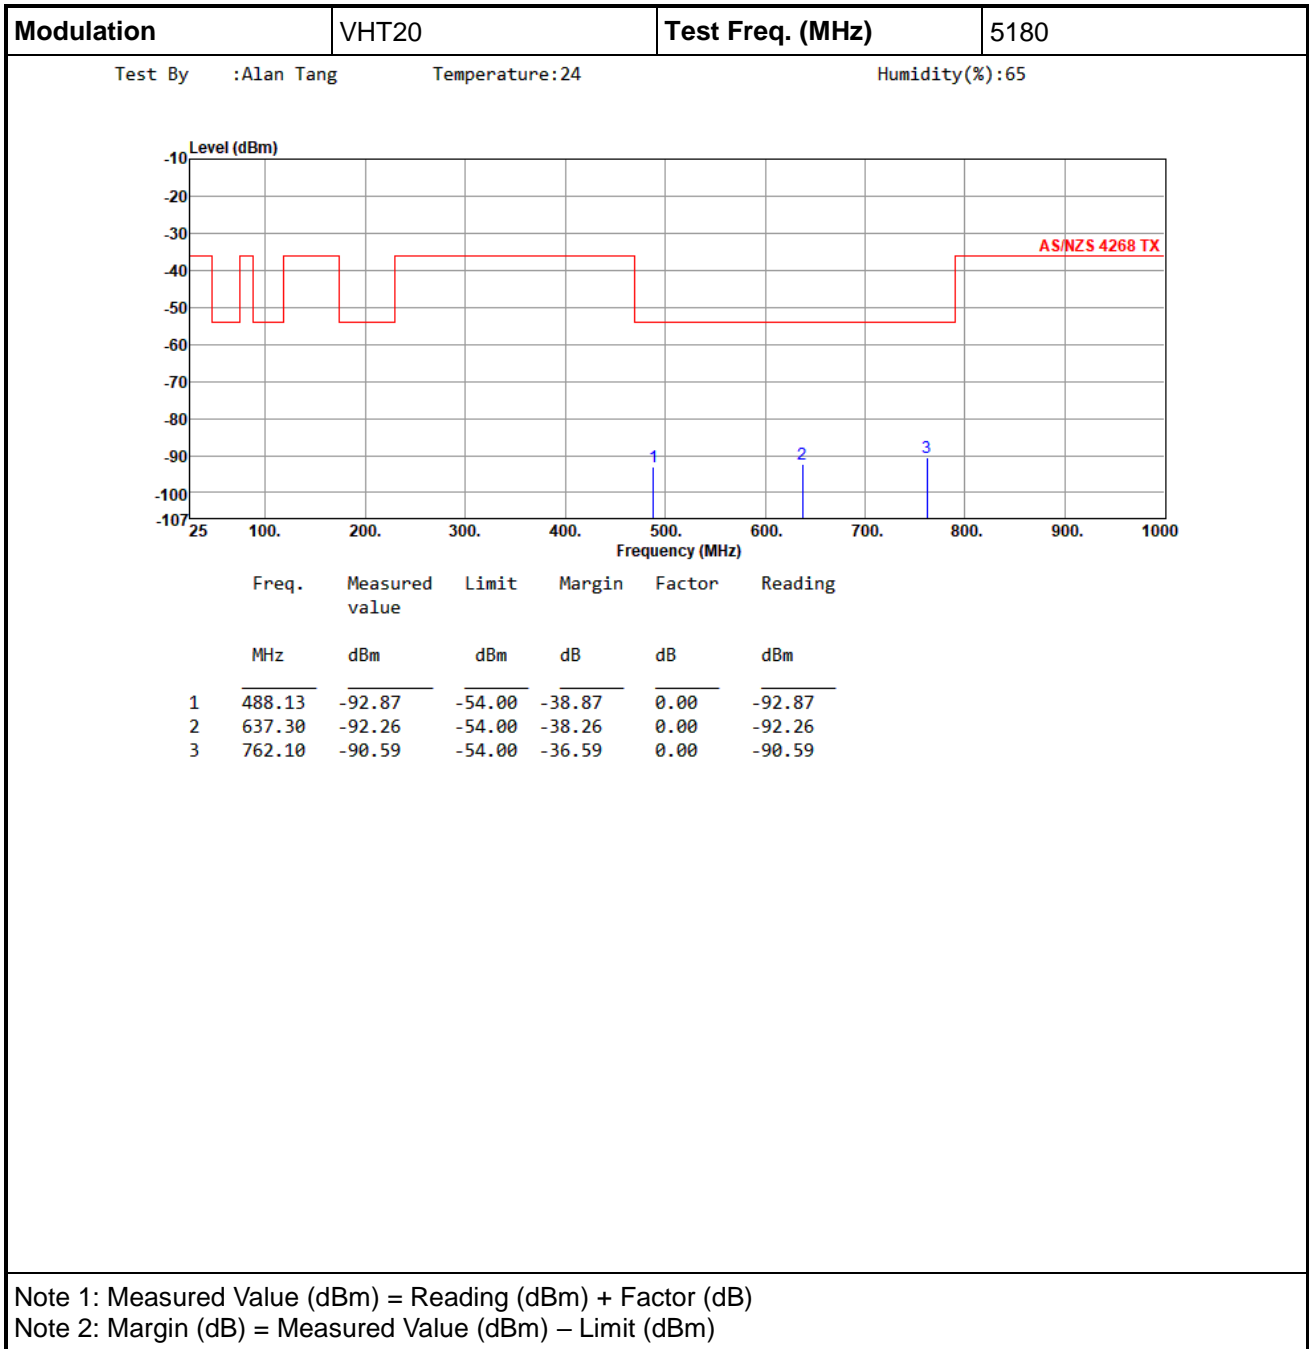 Modulation VHT20 Test Freq. (MHz) 5180
Test By :Alan Tang Temperature:24 Humidity(%):65
Level (dBm)
-10
-20
-30
AS/NZS 4268 TX
-40
-50
-60
-70
-80
3
-90 1 2
-100
-107
25 100. 200. 300. 400. 500. 600. 700. 800. 900. 1000
Frequency (MHz)
Freq. Measured Limit Margin Factor Reading
value
MHz dBm dBm dB dB dBm
1 488.13 -92.87 -54.00 -38.87 0.00 -92.87
2 637.30 -92.26 -54.00 -38.26 0.00 -92.26
3 762.10 -90.59 -54.00 -36.59 0.00 -90.59
Note 1: Measured Value (dBm) = Reading (dBm) + Factor (dB)
Note 2: Margin (dB) = Measured Value (dBm) – Limit (dBm)